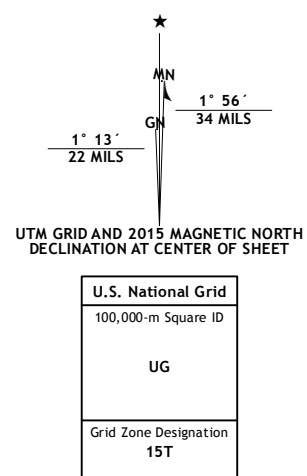 ★
MN
1° 56´
34 MILS
GN
1° 13´
22 MILS
UTM GRID AND 2015 MAGNETIC NORTH
DECLINATION AT CENTER OF SHEET
U.S. National Grid
100,000-m Square ID
UG
Grid Zone Designation
15T